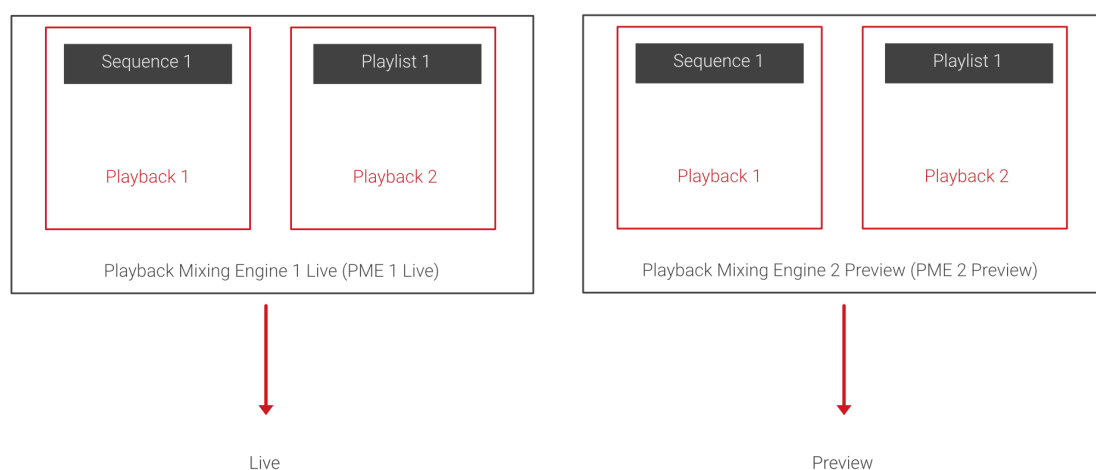 Sequence 1
Playlist 1
Playback 1
Playback 2
Playback Mixing Engine 1 Live (PME 1 Live)
Live
Sequence 1
Playlist 1
Playback 1
Playback 2
Playback Mixing Engine 2 Preview (PME 2 Preview)
Preview